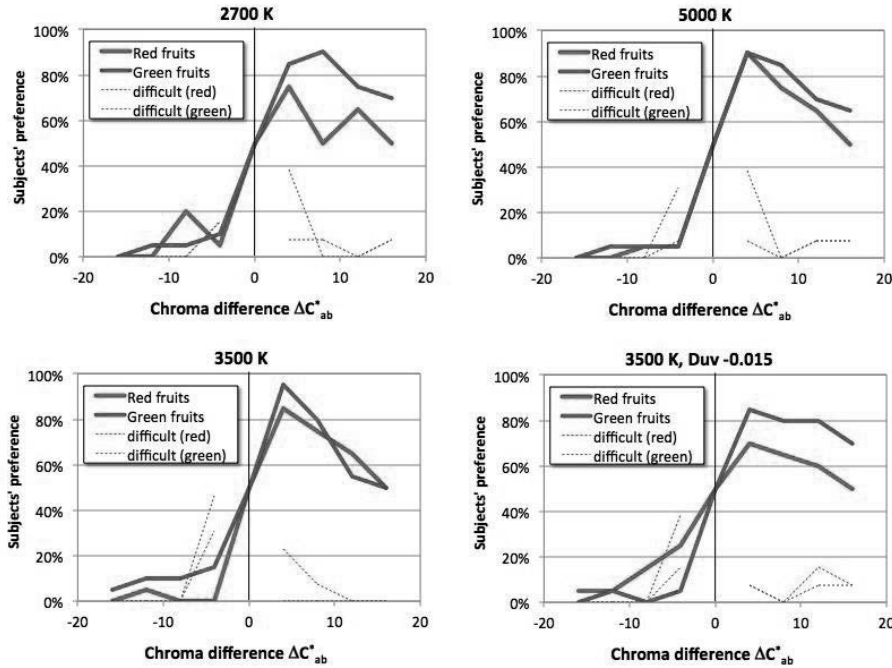 2700 K
100%
80%
60%
40%
20%
0%
Subjects' preference
Red fruits
Green fruits
difficult (red)
difficult (green)
-20 -10 0 10 20
Chroma difference ΔC*ab
5000 K
100%
80%
60%
40%
20%
0%
Subjects' preference
Red fruits
Green fruits
difficult (red)
difficult (green)
-20 -10 0 10 20
Chroma difference ΔC*ab
3500 K
100%
80%
60%
40%
20%
0%
Subjects' preference
Red fruits
Green fruits
difficult (red)
difficult (green)
-20 -10 0 10 20
Chroma difference ΔC*ab
3500 K, Duv -0.015
100%
80%
60%
40%
20%
0%
Subjects' preference
Red fruits
Green fruits
difficult (red)
difficult (green)
-20 -10 0 10 20
Chroma difference ΔC*ab